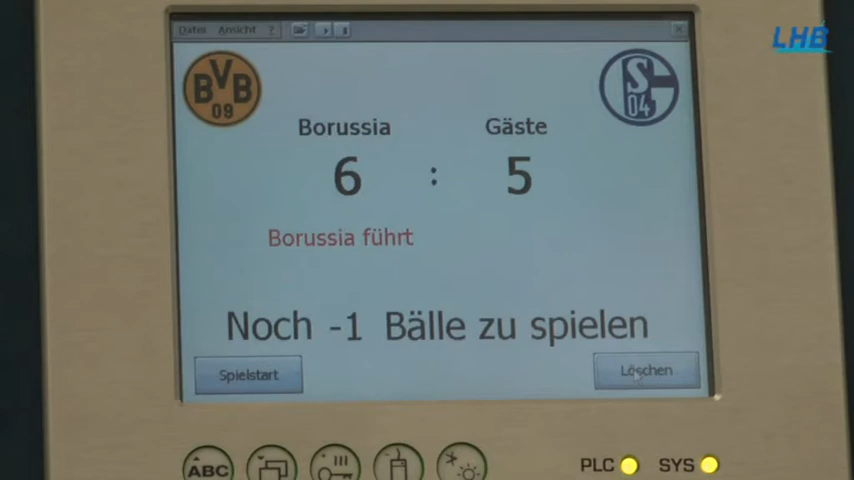 Datei Ansicht ?
LHB
BVB
09
S
04
Borussia
Gäste
6 : 5
Borussia führt
Noch -1 Bälle zu spielen
Spielstart
Löschen
ABC
PLC
SYS